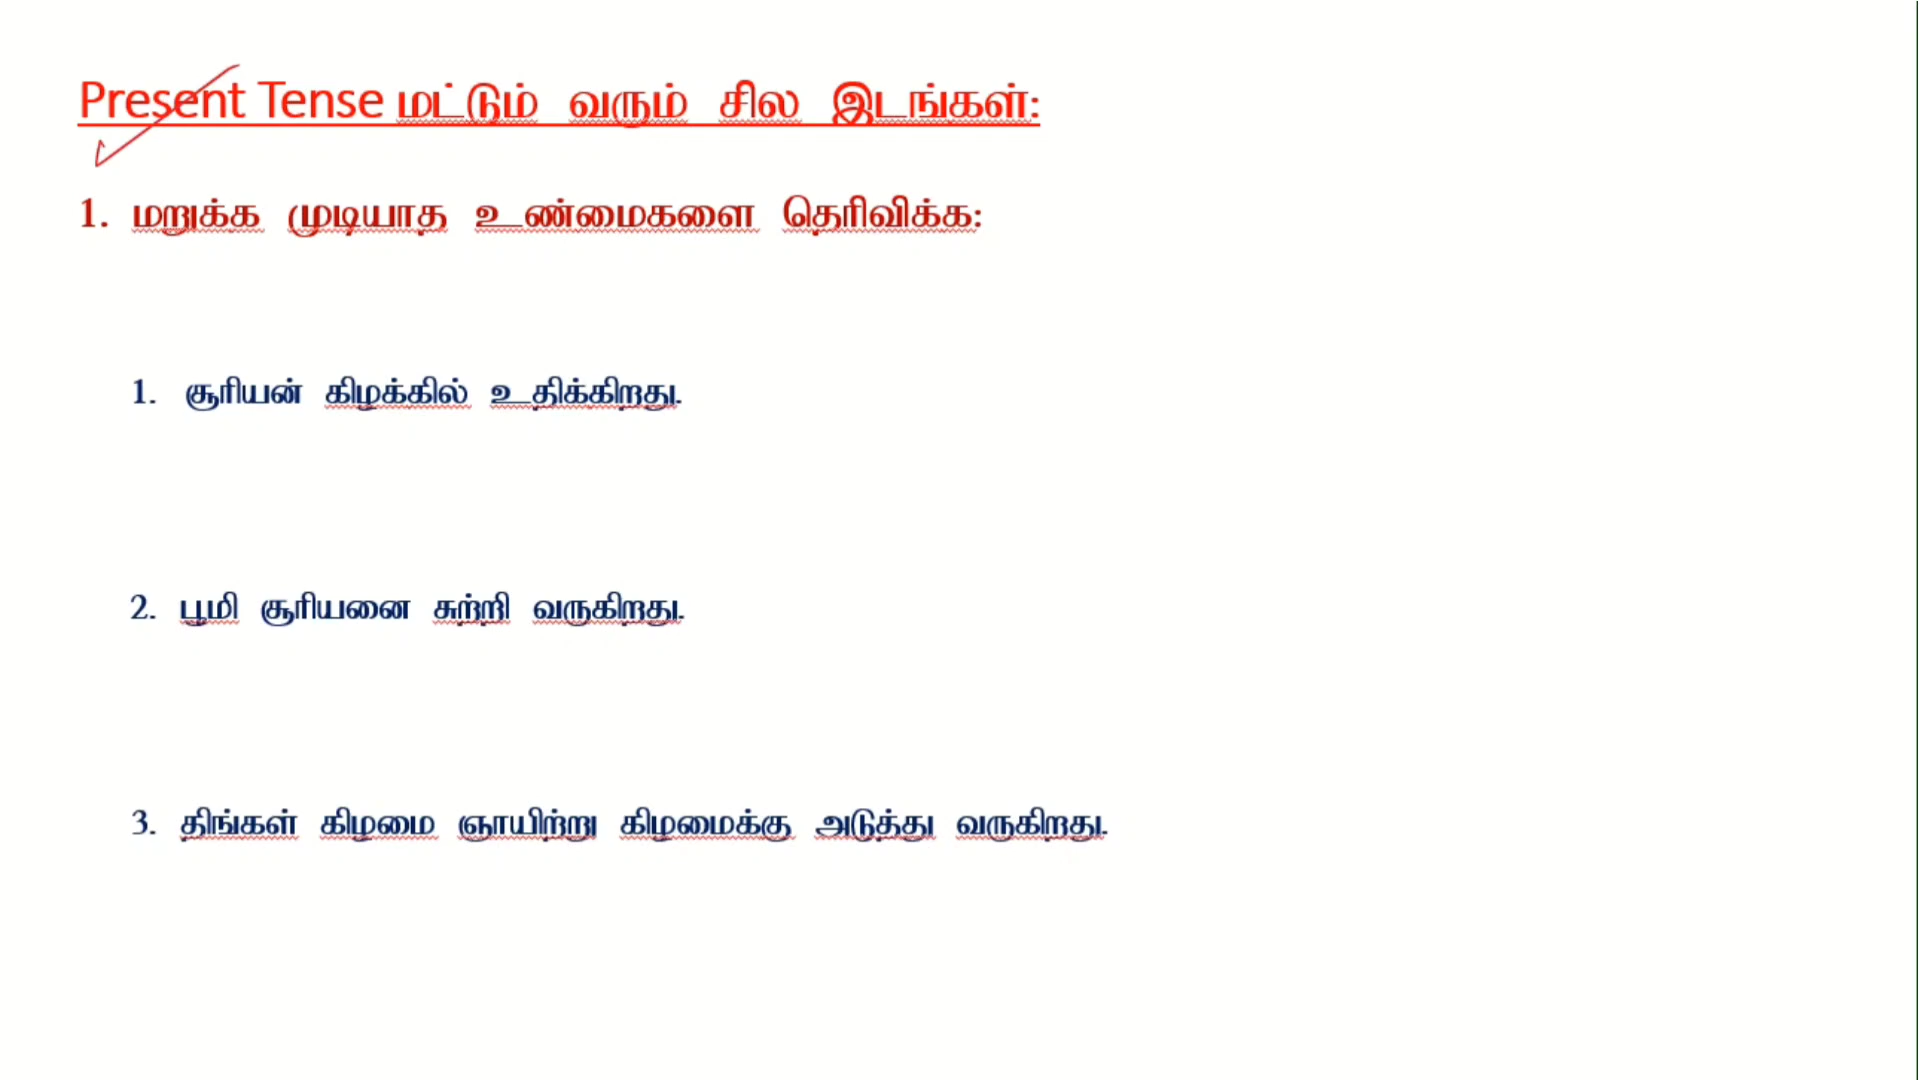 Present Tense மட்டும் வரும் சில இடங்கள்:
1. மறுக்க முடியாத உண்மைகளை தெரிவிக்க:
1. சூரியன் கிழக்கில் உதிக்கிறது.
2. பூமி சூரியனை சுற்றி வருகிறது.
3. திங்கள் கிழமை ஞாயிற்று கிழமைக்கு அடுத்து வருகிறது.